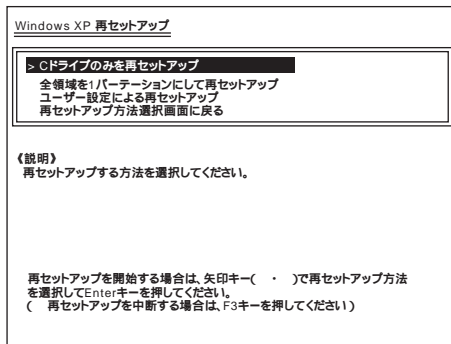 Windows XP 再セットアップ
> Cドライブのみを再セットアップ
全領域を1パーテーションにして再セットアップ
ユーザー設定による再セットアップ
再セットアップ方法選択画面に戻る
《説明》
再セットアップする方法を選択してください。
再セットアップを開始する場合は、矢印キー(　・　)で再セットアップ方法
を選択してEnterキーを押してください。
(　再セットアップを中断する場合は、F3キーを押してください)